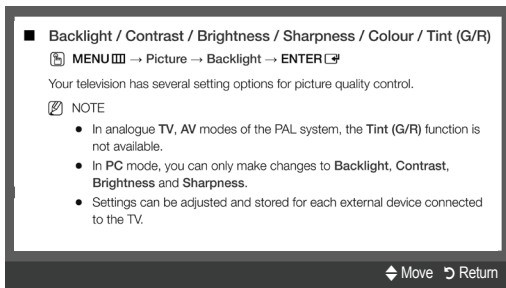 ■ Backlight / Contrast / Brightness / Sharpness / Colour / Tint (G/R)
MENU → Picture → Backlight → ENTER
Your television has several setting options for picture quality control.
NOTE
● In analogue TV, AV modes of the PAL system, the Tint (G/R) function is
not available.
● In PC mode, you can only make changes to Backlight, Contrast,
Brightness and Sharpness.
● Settings can be adjusted and stored for each external device connected
to the TV.
Move Return